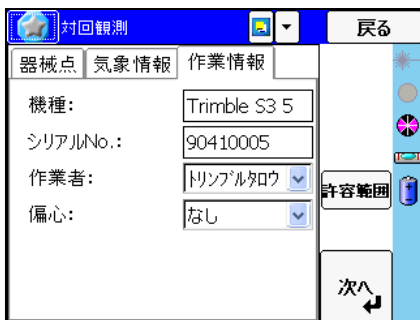 対回観測
戻る
器械点 気象情報 作業情報
機種: Trimble S3 5
シリアルNo.: 90410005
作業者: トリンブルタロウ
許容範囲
偏心: なし
次へ